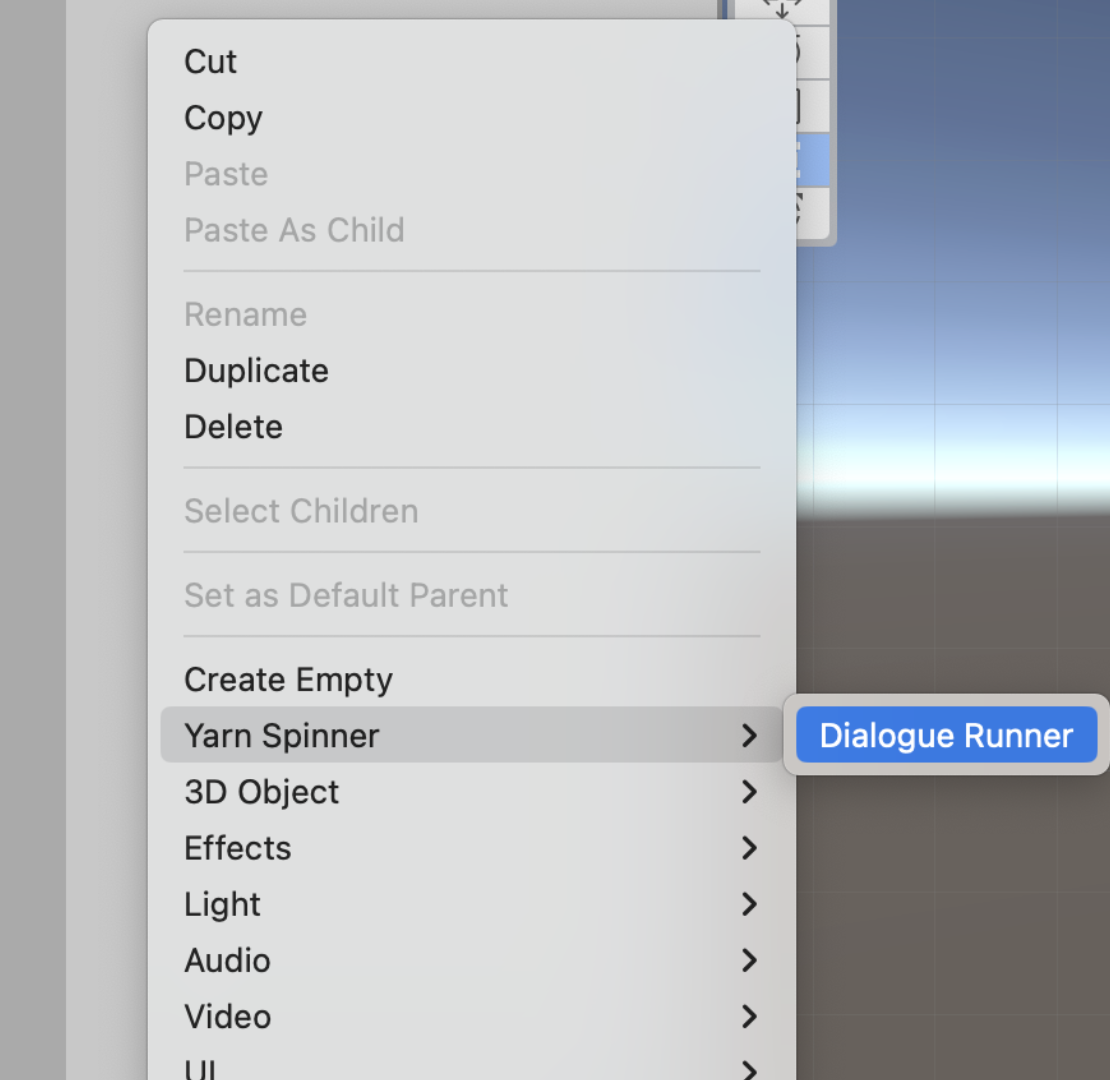 Cut
Copy
Paste
Paste As Child
Rename
Duplicate
Delete
Select Children
Set as Default Parent
Create Empty
Yarn Spinner
Dialogue Runner
3D Object
Effects
Light
Audio
Video
UI